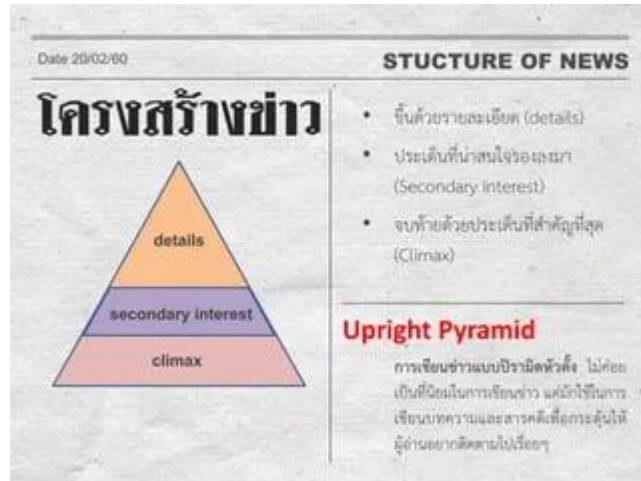 Date 20/02/60
STUCTURE OF NEWS
โครงสร้างข่าว
details
secondary interest
climax
• ขึ้นด้วยรายละเอียด (details)
• ประเด็นที่น่าสนใจรองลงมา
(Secondary interest)
• จบท้ายด้วยประเด็นที่สำคัญที่สุด
(Climax)
Upright Pyramid
การเขียนข่าวแบบปิรามิดหัวตั้ง ไม่ค่อย
เป็นที่นิยมในการเขียนข่าว แต่มักใช้ในการ
เขียนบทความและสารคดีเพื่อกระตุ้นให้
ผู้อ่านอยากติดตามไปเรื่อยๆ